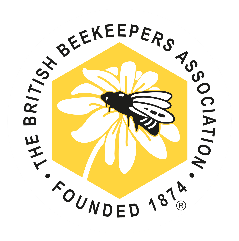 · THE BRITISH BEEKEEPERS ASSOCIATION ·
FOUNDED 1874
®